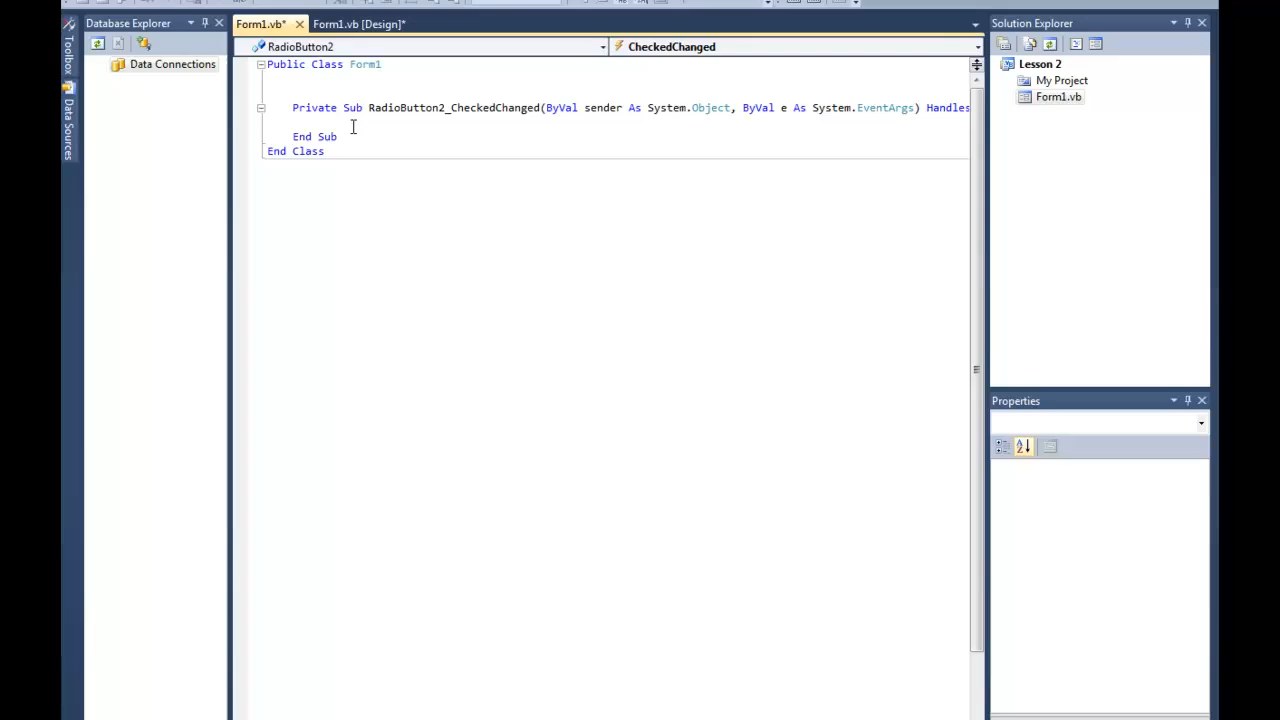 Database Explorer
Form1.vb*
Form1.vb [Design]*
Solution Explorer
Toolbox
Data Sources
Data Connections
RadioButton2
CheckedChanged
Public Class Form1
Private Sub RadioButton2_CheckedChanged(ByVal sender As System.Object, ByVal e As System.EventArgs) Handles
End Sub
End Class
Lesson 2
My Project
Form1.vb
Properties